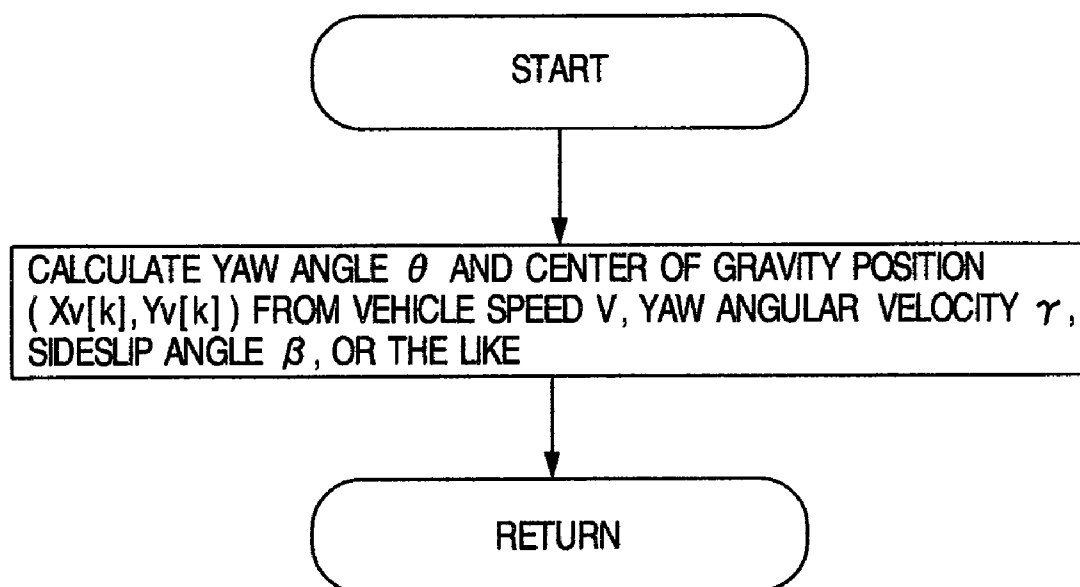 START
CALCULATE YAW ANGLE θ AND CENTER OF GRAVITY POSITION
( Xv[k], Yv[k] ) FROM VEHICLE SPEED V, YAW ANGULAR VELOCITY γ,
SIDESLIP ANGLE β, OR THE LIKE
RETURN